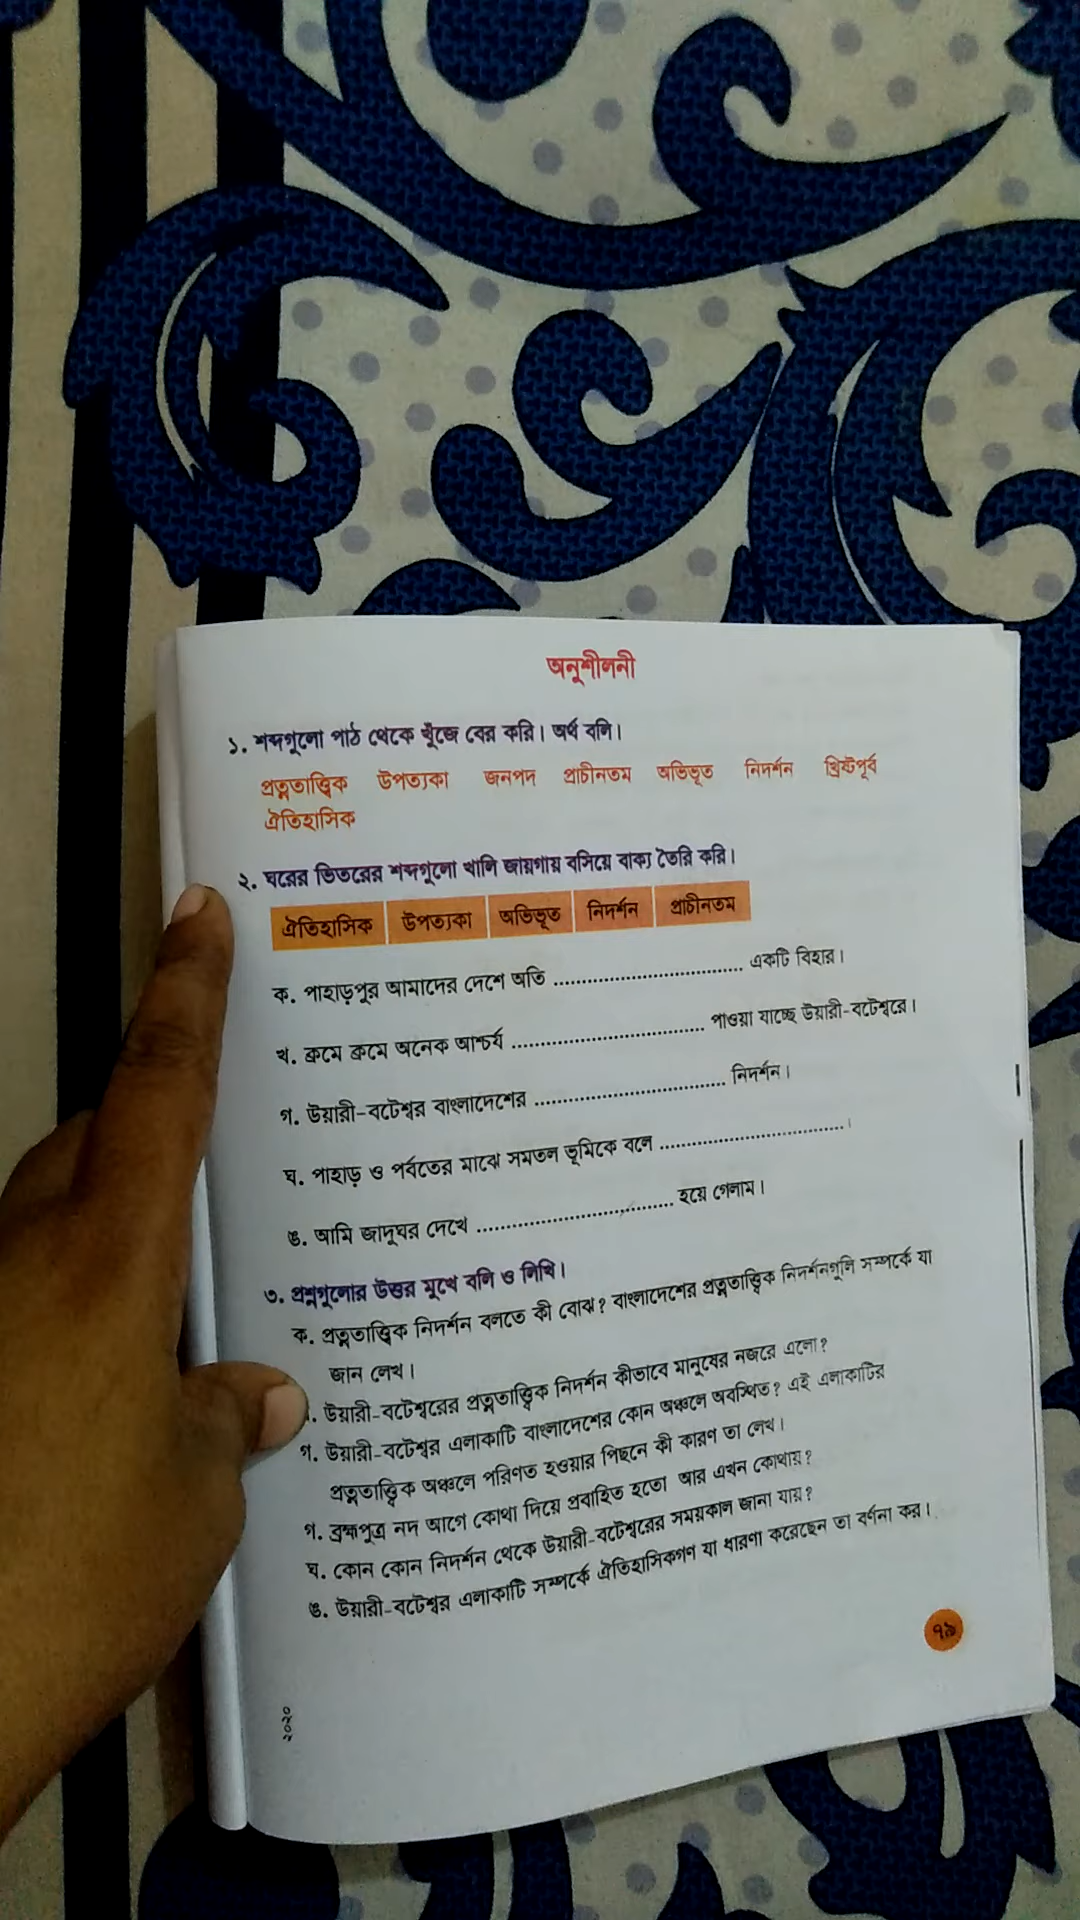 অনুশীলনী
১. শব্দগুলো পাঠ থেকে খুঁজে বের করি। অর্থ বলি।
প্রত্নতাত্ত্বিক উপত্যকা জনপদ প্রাচীনতম অভিভূত নিদর্শন খ্রিষ্টপূর্ব
ঐতিহাসিক
২. ঘরের ভিতরের শব্দগুলো খালি জায়গায় বসিয়ে বাক্য তৈরি করি।
ঐতিহাসিক উপত্যকা অভিভূত নিদর্শন প্রাচীনতম
ক. পাহাড়পুর আমাদের দেশে অতি .................................. একটি বিহার।
খ. ক্রমে ক্রমে অনেক আশ্চর্য .................................. পাওয়া যাচ্ছে উয়ারী-বটেশ্বরে।
গ. উয়ারী-বটেশ্বর বাংলাদেশের .................................. নিদর্শন।
ঘ. পাহাড় ও পর্বতের মাঝে সমতল ভূমিকে বলে ..................................।
ঙ. আমি জাদুঘর দেখে .................................. হয়ে গেলাম।
৩. প্রশ্নগুলোর উত্তর মুখে বলি ও লিখি।
ক. প্রত্নতাত্ত্বিক নিদর্শন বলতে কী বোঝ? বাংলাদেশের প্রত্নতাত্ত্বিক নিদর্শনগুলি সম্পর্কে যা
জান লেখ।
. উয়ারী-বটেশ্বরের প্রত্নতাত্ত্বিক নিদর্শন কীভাবে মানুষের নজরে এলো?
গ. উয়ারী-বটেশ্বর এলাকাটি বাংলাদেশের কোন অঞ্চলে অবস্থিত? এই এলাকাটির
প্রত্নতাত্ত্বিক অঞ্চলে পরিণত হওয়ার পিছনে কী কারণ তা লেখ।
গ. ব্রহ্মপুত্র নদ আগে কোথা দিয়ে প্রবাহিত হতো আর এখন কোথায়?
ঘ. কোন কোন নিদর্শন থেকে উয়ারী-বটেশ্বরের সময়কাল জানা যায়?
ঙ. উয়ারী-বটেশ্বর এলাকাটি সম্পর্কে ঐতিহাসিকগণ যা ধারণা করেছেন তা বর্ণনা কর।
৭৯
২০২০